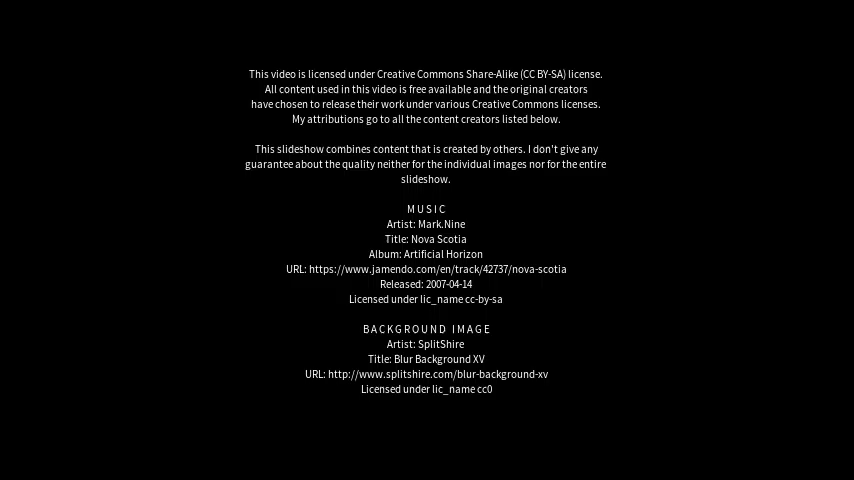 This video is licensed under Creative Commons Share-Alike (CC BY-SA) license.
All content used in this video is free available and the original creators
have chosen to release their work under various Creative Commons licenses.
My attributions go to all the content creators listed below.
This slideshow combines content that is created by others. I don't give any
guarantee about the quality neither for the individual images nor for the entire
slideshow.
MUSIC
Artist: Mark.Nine
Title: Nova Scotia
Album: Artificial Horizon
URL: https://www.jamendo.com/en/track/42737/nova-scotia
Released: 2007-04-14
Licensed under lic_name cc-by-sa
BACKGROUND IMAGE
Artist: SplitShire
Title: Blur Background XV
URL: http://www.splitshire.com/blur-background-xv
Licensed under lic_name cc0